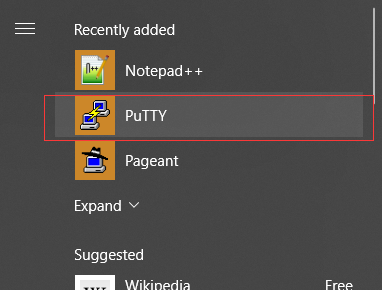 Recently added
Notepad++
PuTTY
Pageant
Expand
Suggested
Wikipedia Free